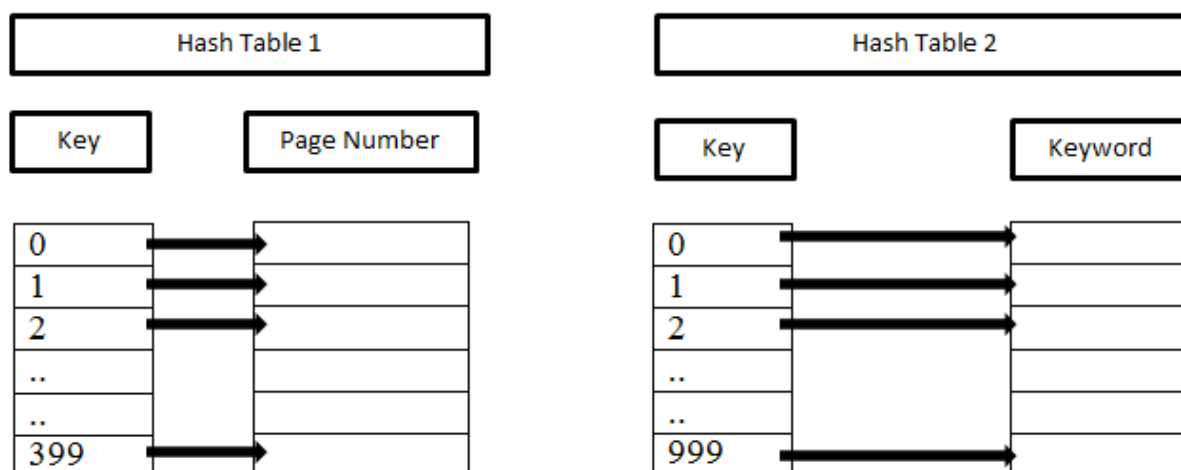 Hash Table 1
Key
Page Number
0
1
2
..
..
399
Hash Table 2
Key
Keyword
0
1
2
..
..
999